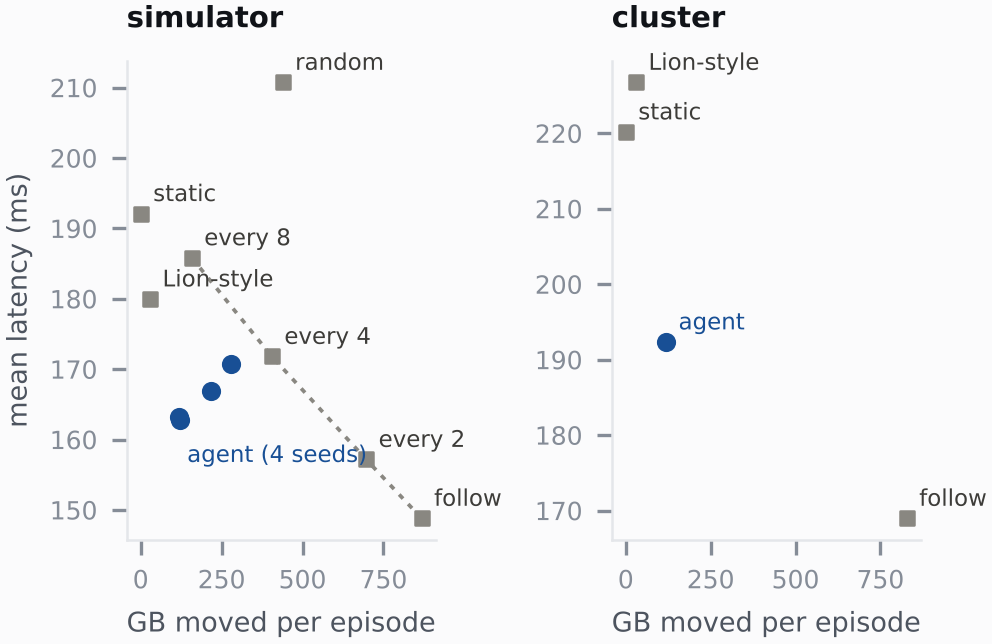 simulator
random
static
every 8
Lion-style
every 4
agent (4 seeds)
every 2
follow
210
200
190
180
170
160
150
mean latency (ms)
0
250
500
750
GB moved per episode
cluster
Lion-style
static
agent
follow
220
210
200
190
180
170
0
250
500
750
GB moved per episode